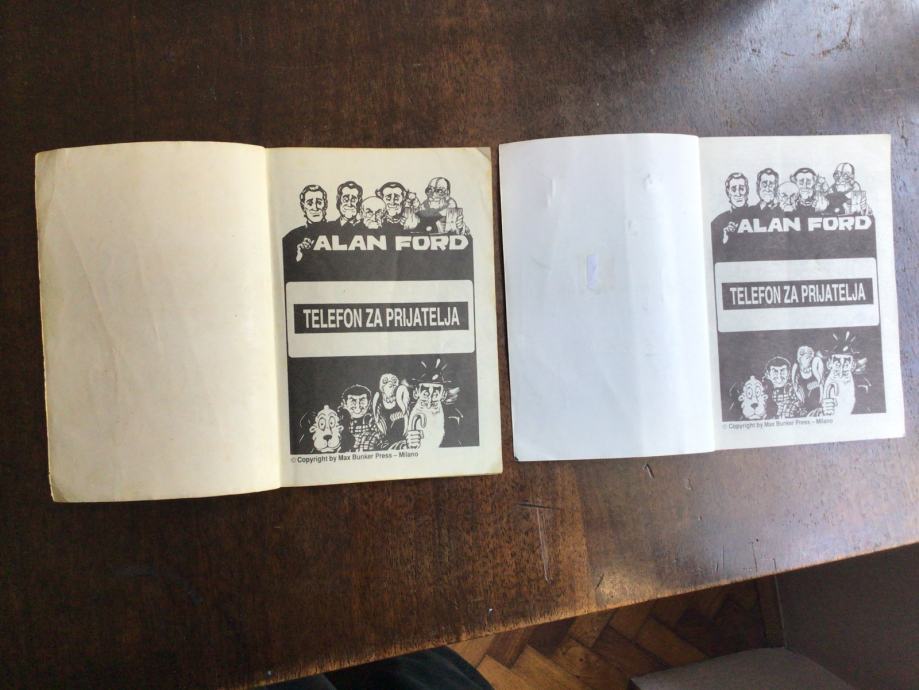 ALAN FORD
TELEFON ZA PRIJATELJA
© Copyright by Max Bunker Press – Milano
ALAN FORD
TELEFON ZA PRIJATELJA
© Copyright by Max Bunker Press – Milano